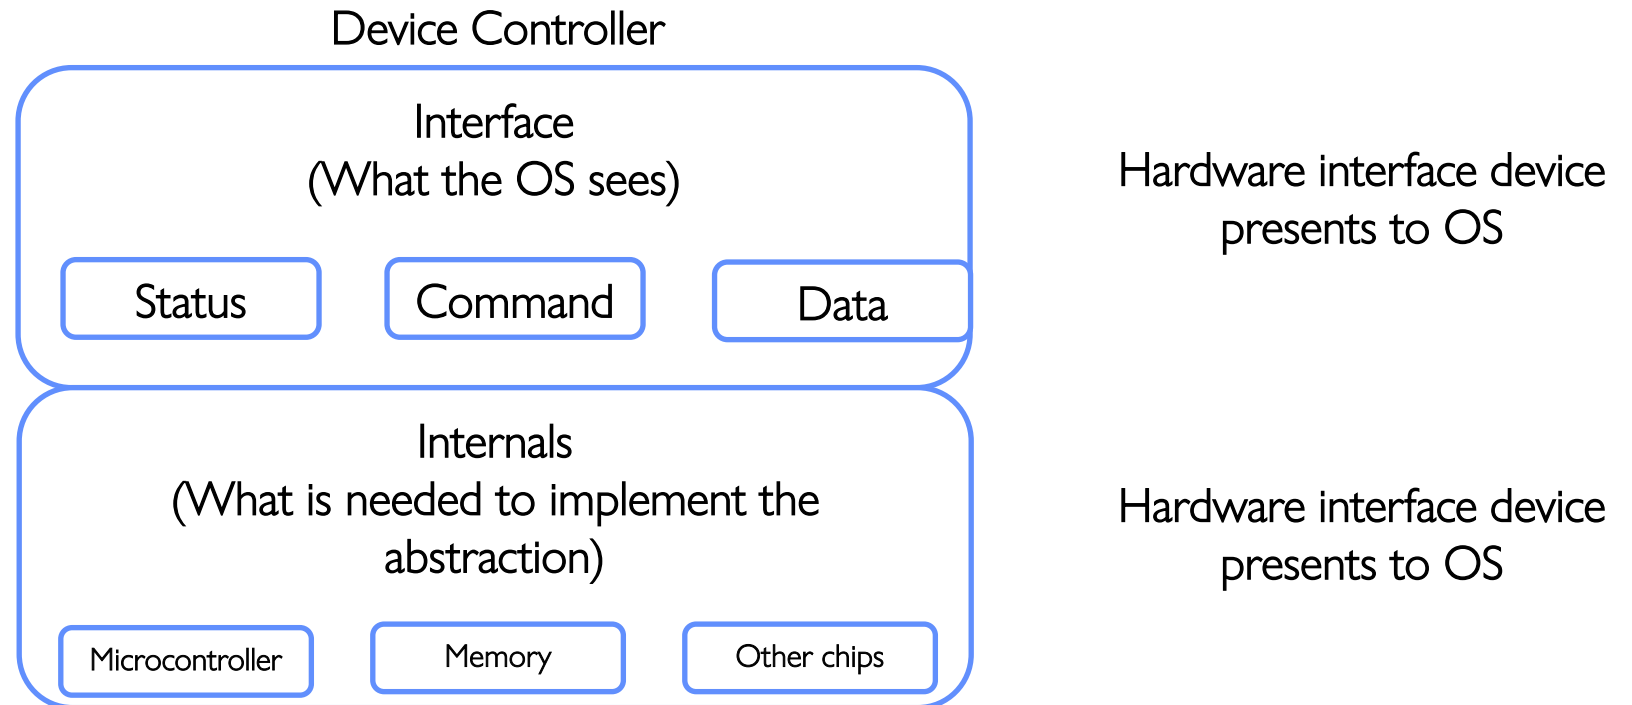 Device Controller
Interface
(What the OS sees)
Hardware interface device
presents to OS
Status
Command
Data
Internals
(What is needed to implement the
abstraction)
Hardware interface device
presents to OS
Microcontroller
Memory
Other chips